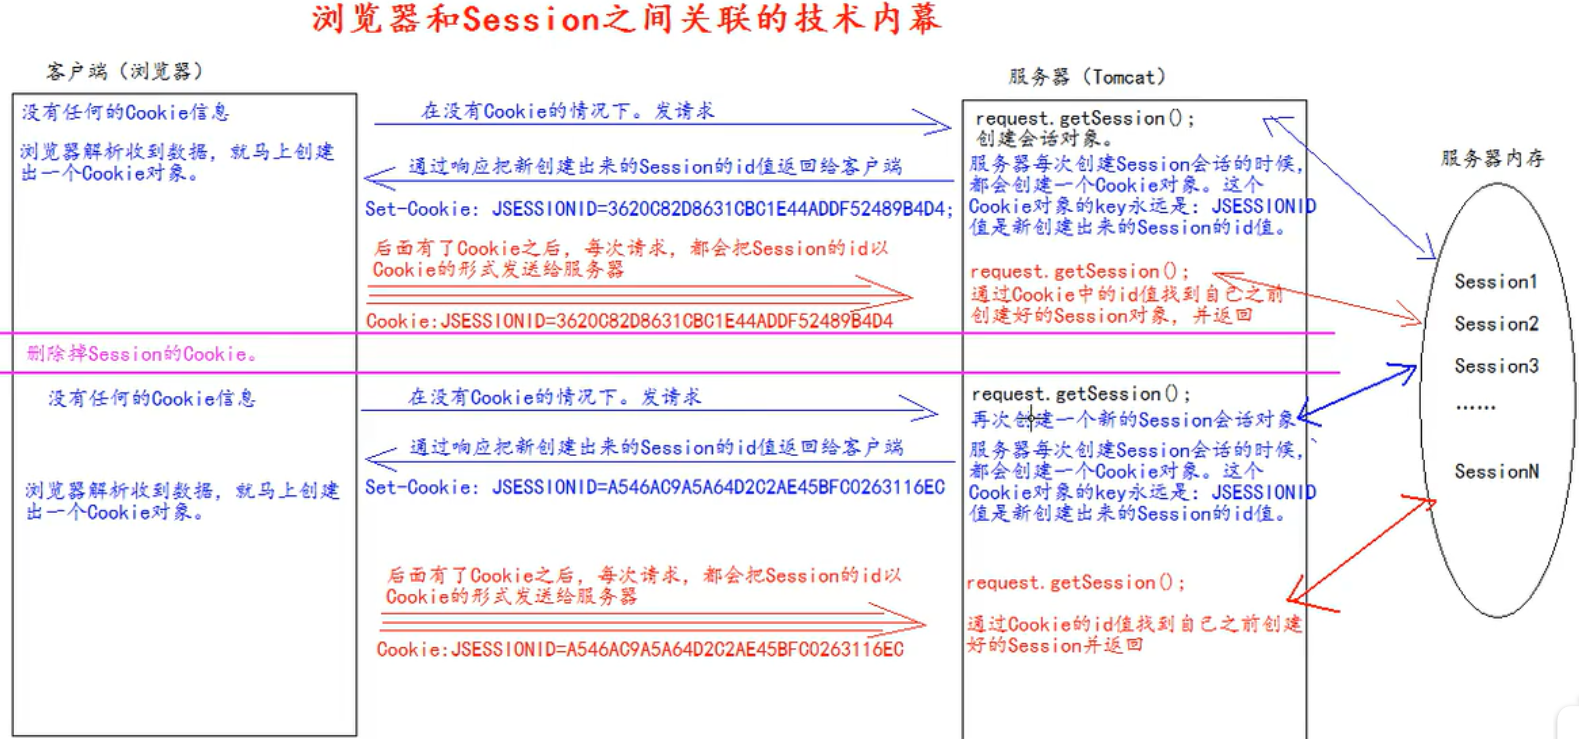 浏览器和Session之间关联的技术内幕
客户端（浏览器）
服务器（Tomcat）
没有任何的Cookie信息
浏览器解析收到数据，就马上创建
出一个Cookie对象。
在没有Cookie的情况下。发请求
通过响应把新创建出来的Session的id值返回给客户端
Set-Cookie: JSESSIONID=3620C82D8631CBC1E44ADDF52489B4D4;
后面有了Cookie之后，每次请求，都会把Session的id以
Cookie的形式发送给服务器
Cookie:JSESSIONID=3620C82D8631CBC1E44ADDF52489B4D4
request.getSession();
创建会话对象。
服务器每次创建Session会话的时候，
都会创建一个Cookie对象。这个
Cookie对象的key永远是：JSESSIONID
值是新创建出来的Session的id值。
request.getSession();
通过Cookie中的id值找到自己之前
创建好的Session对象，并返回
服务器内存
Session1
Session2
Session3
……
SessionN
删除掉Session的Cookie。
没有任何的Cookie信息
浏览器解析收到数据，就马上创建
出一个Cookie对象。
在没有Cookie的情况下。发请求
通过响应把新创建出来的Session的id值返回给客户端
Set-Cookie: JSESSIONID=A546AC9A5A64D2C2AE45BFC0263116EC
后面有了Cookie之后，每次请求，都会把Session的id以
Cookie的形式发送给服务器
Cookie:JSESSIONID=A546AC9A5A64D2C2AE45BFC0263116EC
request.getSession();
再次创建一个新的Session会话对象
服务器每次创建Session会话的时候，
都会创建一个Cookie对象。这个
Cookie对象的key永远是：JSESSIONID
值是新创建出来的Session的id值。
request.getSession();
通过Cookie的id值找到自己之前创建
好的Session并返回